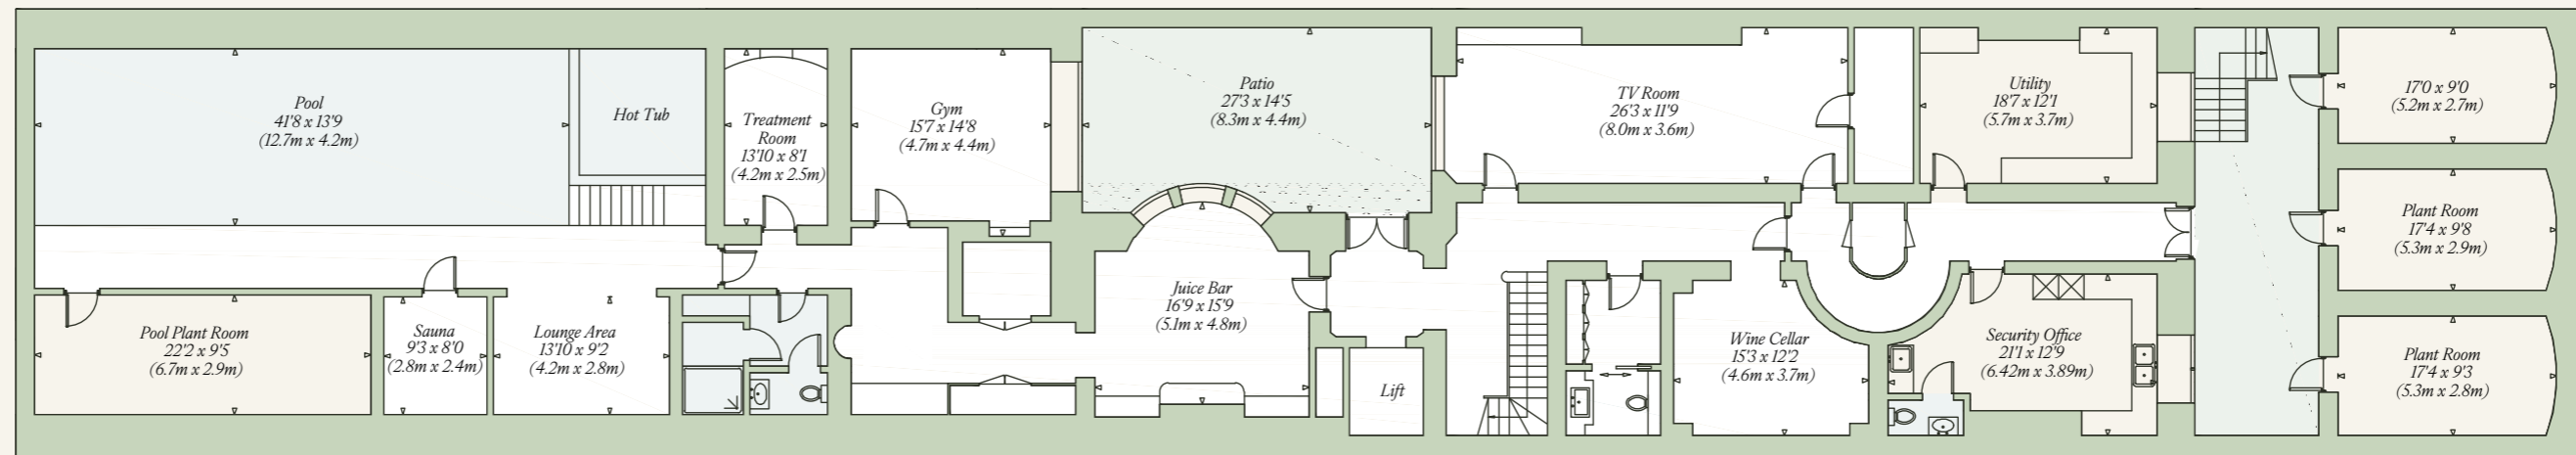 Pool
41'8 x 13'9
(12.7m x 4.2m)
Hot Tub
Treatment
Room
13'10 x 8'1
(4.2m x 2.5m)
Gym
15'7 x 14'8
(4.7m x 4.4m)
Patio
27'3 x 14'5
(8.3m x 4.4m)
TV Room
26'3 x 11'9
(8.0m x 3.6m)
Utility
18'7 x 12'1
(5.7m x 3.7m)
17'0 x 9'0
(5.2m x 2.7m)
Plant Room
17'4 x 9'8
(5.3m x 2.9m)
Pool Plant Room
22'2 x 9'5
(6.7m x 2.9m)
Sauna
9'3 x 8'0
(2.8m x 2.4m)
Lounge Area
13'10 x 9'2
(4.2m x 2.8m)
Juice Bar
16'9 x 15'9
(5.1m x 4.8m)
Lift
Wine Cellar
15'3 x 12'2
(4.6m x 3.7m)
Security Office
21'1 x 12'9
(6.42m x 3.89m)
Plant Room
17'4 x 9'3
(5.3m x 2.8m)